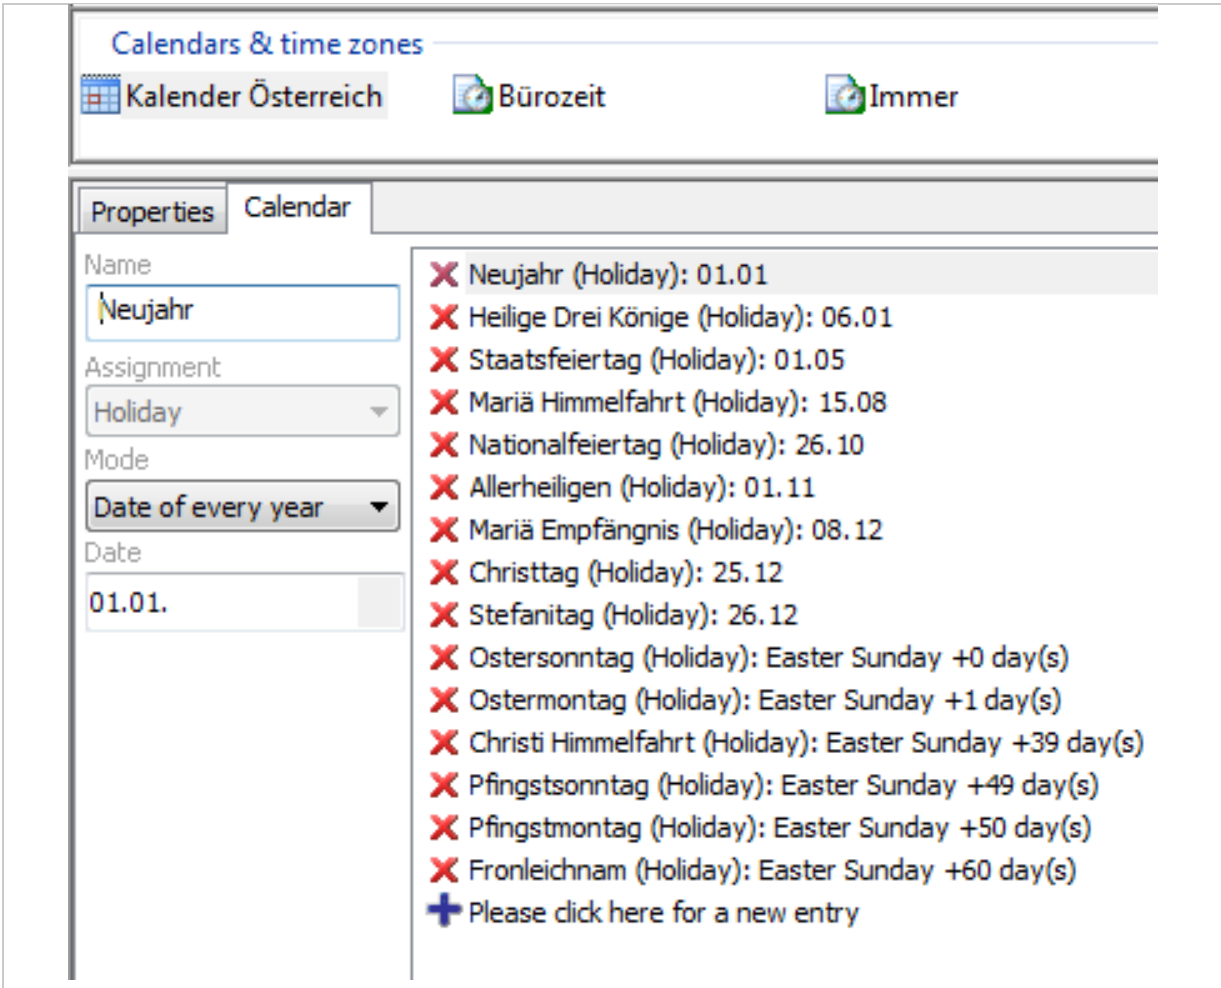 Calendars & time zones
Kalender Österreich Bürozeit Immer
Properties Calendar
Name
Neujahr
Assignment
Holiday
Mode
Date of every year
Date
01.01.
Neujahr (Holiday): 01.01
Heilige Drei Könige (Holiday): 06.01
Staatsfeiertag (Holiday): 01.05
Mariä Himmelfahrt (Holiday): 15.08
Nationalfeiertag (Holiday): 26.10
Allerheiligen (Holiday): 01.11
Mariä Empfängnis (Holiday): 08.12
Christtag (Holiday): 25.12
Stefanitag (Holiday): 26.12
Ostersonntag (Holiday): Easter Sunday +0 day(s)
Ostermontag (Holiday): Easter Sunday +1 day(s)
Christi Himmelfahrt (Holiday): Easter Sunday +39 day(s)
Pfingstsonntag (Holiday): Easter Sunday +49 day(s)
Pfingstmontag (Holiday): Easter Sunday +50 day(s)
Fronleichnam (Holiday): Easter Sunday +60 day(s)
Please click here for a new entry